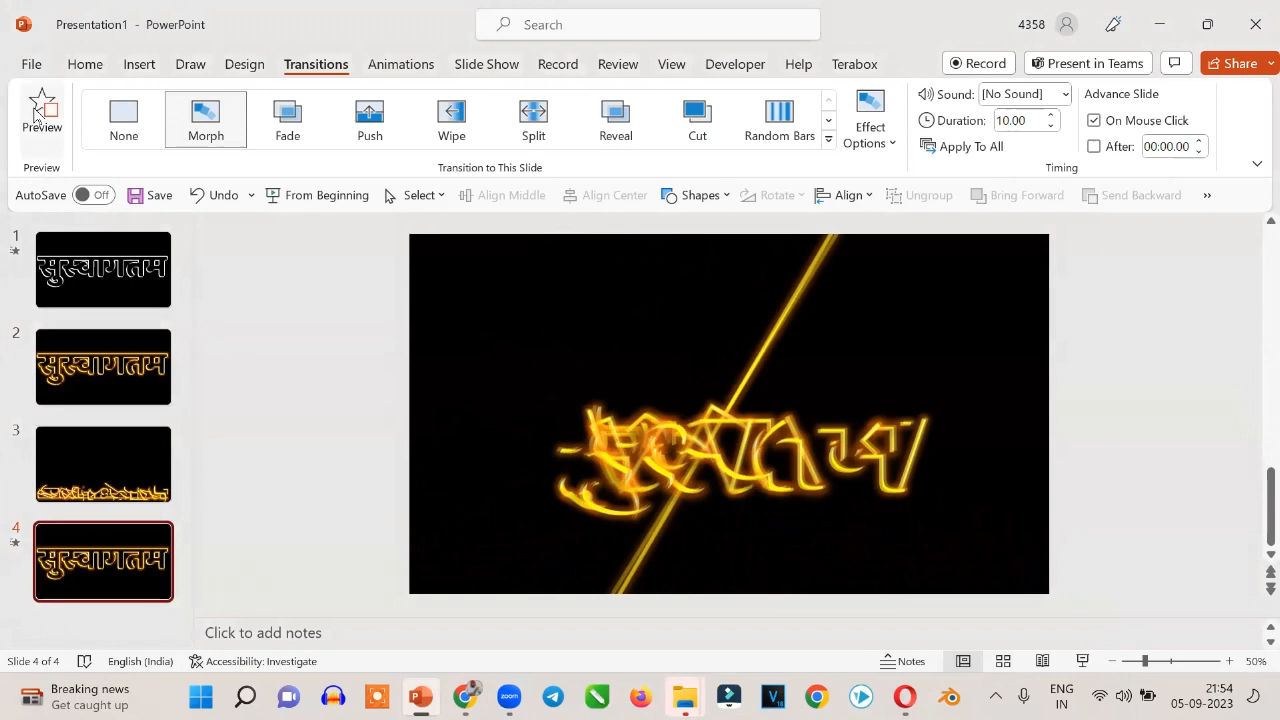 Presentation1 - PowerPoint
Search
4358
File Home Insert Draw Design Transitions Animations Slide Show Record Review View Developer Help Terabox
Record
Present in Teams
Share
Preview
None
Morph
Fade
Push
Wipe
Split
Reveal
Cut
Random Bars
Effect
Options
Sound: [No Sound]
Duration: 10.00
Apply To All
Advance Slide
On Mouse Click
After: 00:00.00
Preview
Transition to This Slide
Timing
AutoSave Off Save Undo From Beginning Select Align Middle Align Center Shapes Rotate Align Ungroup Bring Forward Send Backward
1
सुस्वागतम
2
सुस्वागतम
3
4
सुस्वागतम
Click to add notes
Slide 4 of 4 English (India) Accessibility: Investigate Notes 50%
Breaking news
Get caught up
zoom
ENG
IN
21:54
05-09-2023